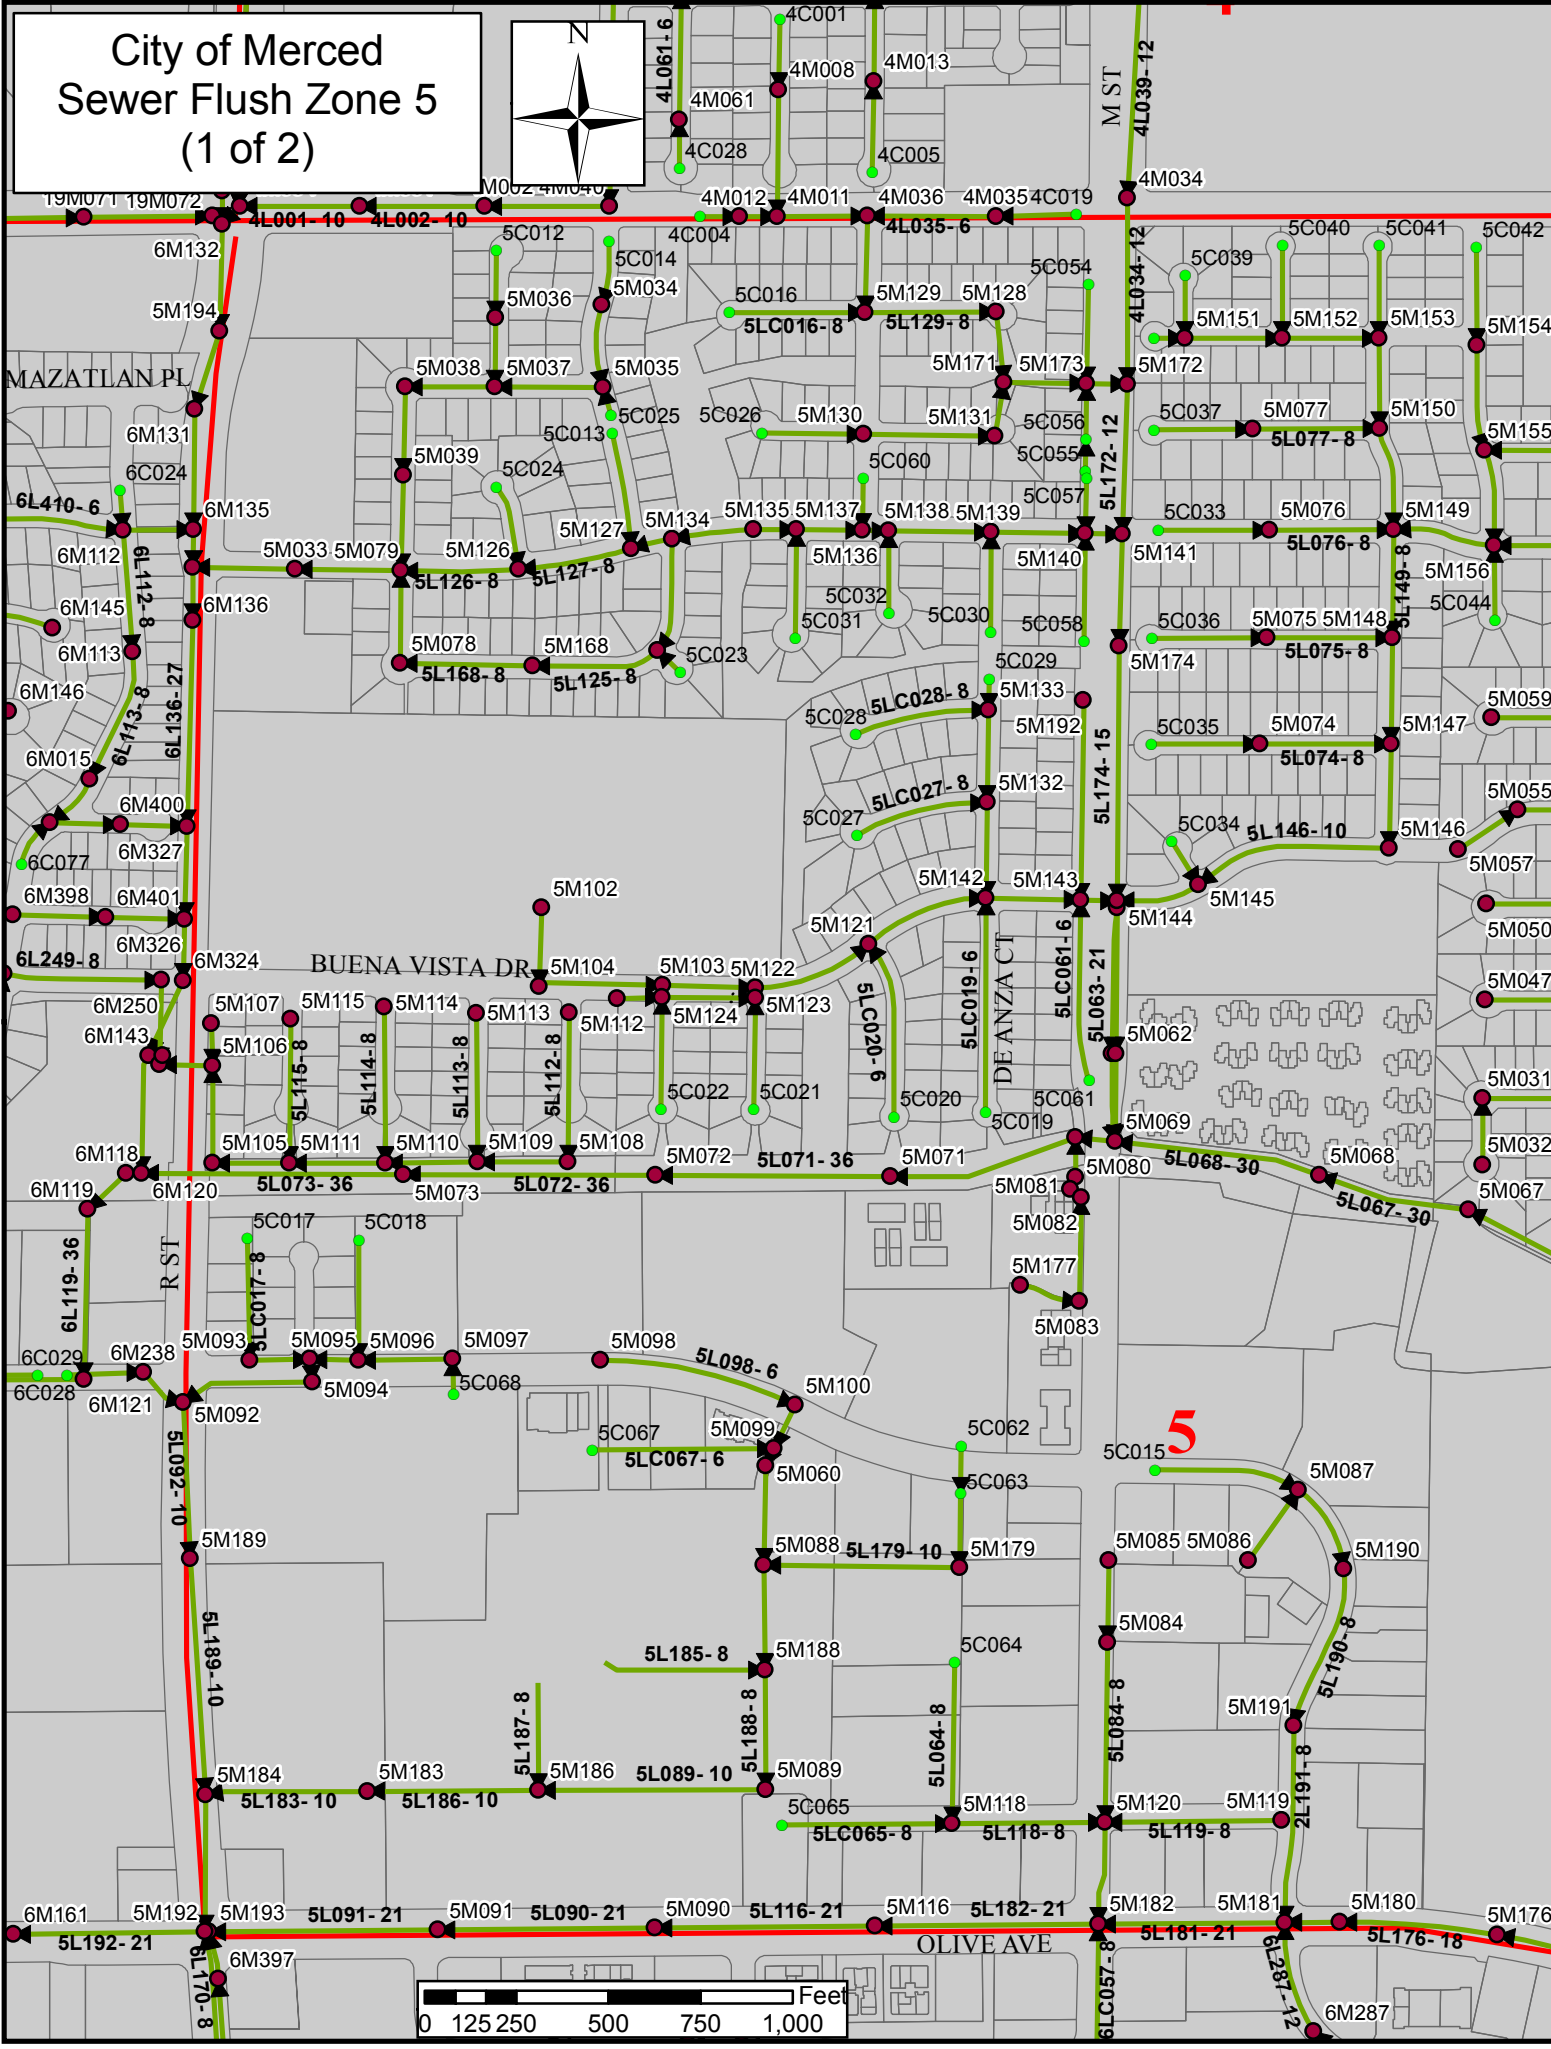 City of Merced
Sewer Flush Zone 5
(1 of 2)
N
4C001
4L061-6
4M008
4M013
4M061
4C028
4C005
M ST
4L039-12
4M034
19M071
19M072
4L001-10
4L002-10
4M012
4M011
4M036
4M035
4C019
4C004
4L035-6
6M132
5C012
5C014
5C054
4L034-12
5C040
5C041
5C042
5C039
5M194
5M036
5M034
5C016
5M129
5M128
5LC016-8
5L129-8
5M151
5M152
5M153
5M154
MAZATLAN PL
5M038
5M037
5M035
5M171
5M173
5M172
6M131
5C025
5C026
5M130
5M131
5C056
5C037
5M077
5M150
5L077-8
5M155
5C013
6C024
5M039
5C024
5C060
5C055
5C057
5L172-12
6L410-6
6M135
5M127
5M134
5M135
5M137
5M138
5M139
5C033
5M076
5M149
6M112
5M033
5M079
5M126
5M136
5M140
5M141
5L076-8
5M156
6L112-8
5L126-8
5L127-8
5L149-8
6M145
6M136
5C032
5C030
5C058
5C031
5C036
5M075
5M148
5C044
6M113
5M078
5M168
5C023
5M174
5L075-8
5L168-8
5L125-8
5C029
6M146
6L113-8
6L136-27
5LC028-8
5M133
5C028
5M192
5C035
5M074
5M147
5M059
5L174-15
5L074-8
6M015
6M400
5LC027-8
5M132
5M055
6M327
5C027
5C034
5L146-10
5M146
6C077
5M057
6M398
6M401
5M102
5M142
5M143
5M145
5M144
6M326
5M121
5M050
6L249-8
6M324
BUENA VISTA DR
5M104
5M103
5M122
5LC020-6
5LC019-6
DE ANZA CT
5LC061-6
5L063-21
6M250
5M107
5M115
5M114
5M113
5M112
5M124
5M123
5M047
6M143
5M106
5L115-8
5L114-8
5L113-8
5L112-8
5M062
5C022
5C021
5C020
5C019
5C061
5M031
5M069
6M118
5M105
5M111
5M110
5M109
5M108
5M072
5L071-36
5M071
5M080
5L068-30
5M068
5M032
6M119
6M120
5L073-36
5M073
5L072-36
5M081
5M082
5L067-30
5M067
6L119-36
R ST
5C017
5C018
5LC017-8
5M177
5M083
6C029
6M238
5M093
5M095
5M096
5M097
5M098
5L098-6
6C028
6M121
5M092
5M094
5C068
5M100
5C067
5M099
5C062
5C015
5
5L092-10
5LC067-6
5M060
5C063
5M087
5M189
5M088
5L179-10
5M179
5M085
5M086
5M190
5L189-10
5M084
5L185-8
5M188
5C064
5L190-8
5L187-8
5L188-8
5L064-8
5L084-8
5M191
5M184
5M183
5M186
5L089-10
5M089
5L183-10
5L186-10
5C065
5M118
5M120
5M119
2L191-8
5LC065-8
5L118-8
5L119-8
6M161
5M192
5M193
5L091-21
5M091
5L090-21
5M090
5L116-21
5M116
5L182-21
5M182
5M181
5M180
5M176
5L192-21
OLIVE AVE
5L181-21
5L176-18
6L170-8
6M397
6LC057-8
6L287-12
6M287
Feet
0 125 250 500 750 1,000